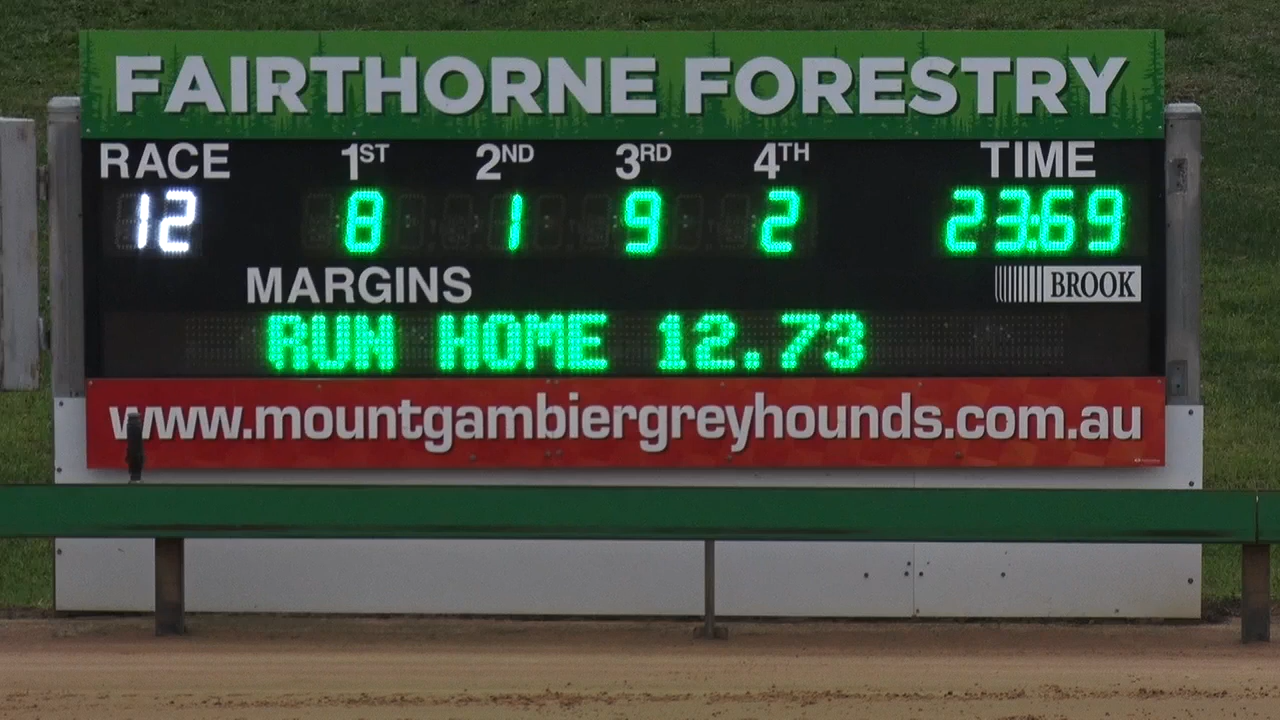 FAIRTHORNE FORESTRY
RACE 1ST 2ND 3RD 4TH TIME
12 8 1 9 2 23:69
MARGINS BROOK
RUN HOME 12.73
www.mountgambiergreyhounds.com.au